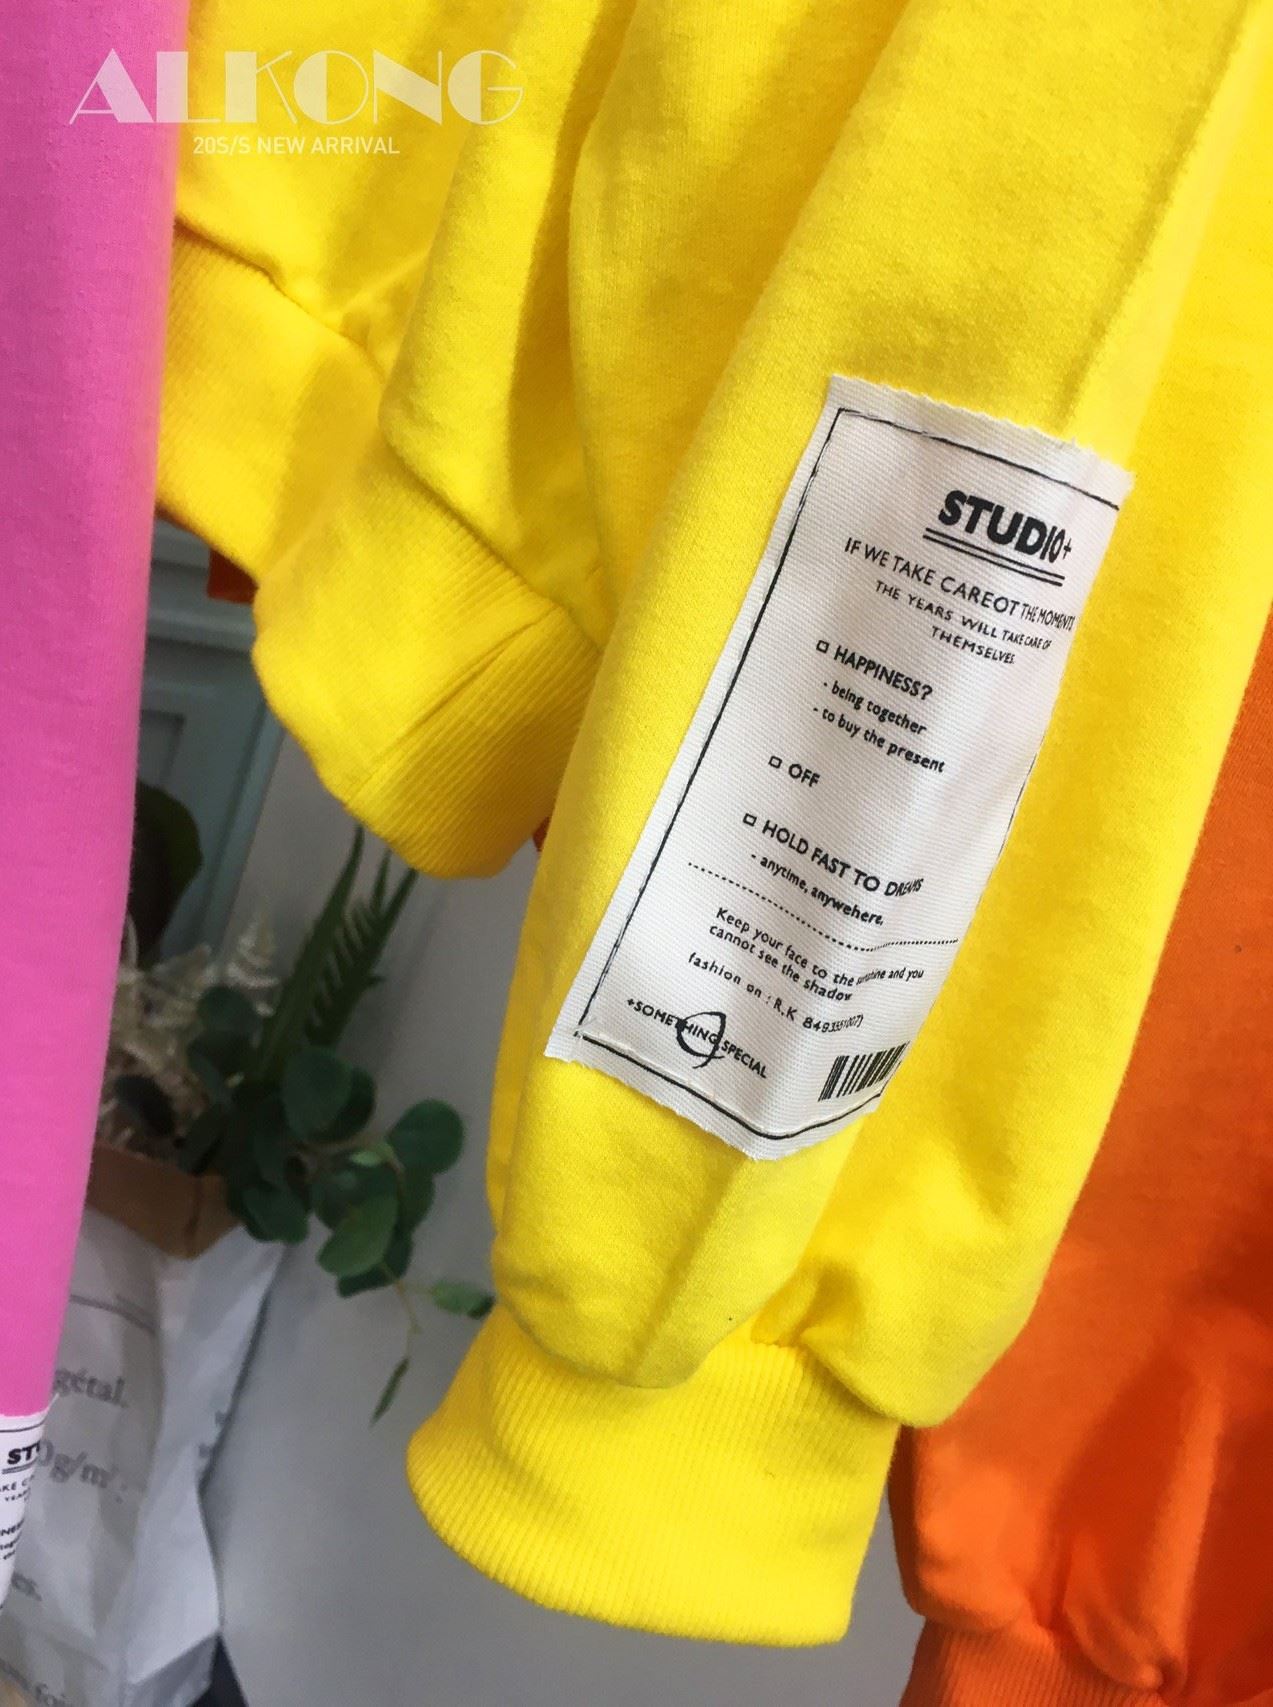 ALKONG
20S/S NEW ARRIVAL
STUDIO+
IF WE TAKE CAREOT THE MOMENTS
THE YEARS WILL TAKE CARE OF
THEMSELVES
HAPPINESS?
- being together
- to buy the present
OFF
HOLD FAST TO DREAMS
- anytime, anywehere.
Keep your face to the sunshine and you
cannot see the shadow
fashion on : R.K
+SOMETHING SPECIAL
gétal
g/m²